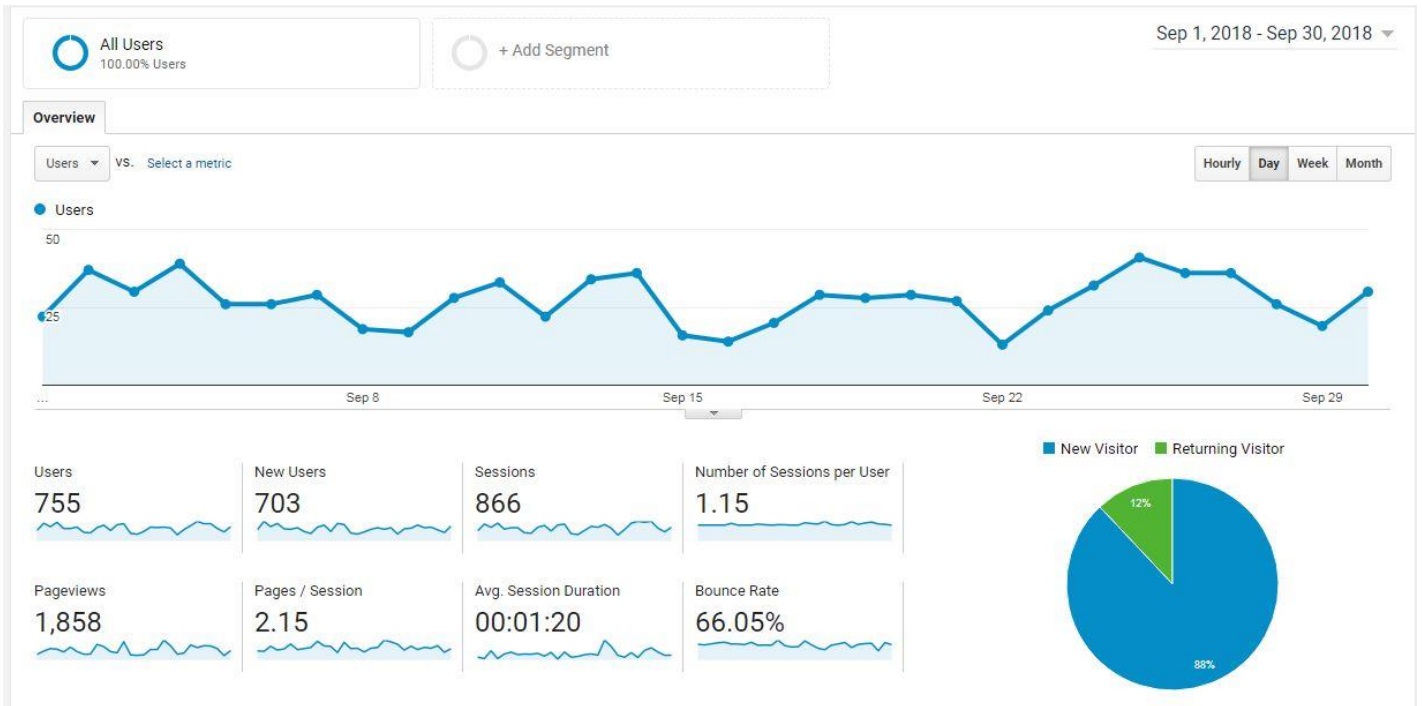 All Users
100.00% Users
+ Add Segment
Sep 1, 2018 - Sep 30, 2018
Overview
Users VS. Select a metric
Hourly Day Week Month
Users
50
25
... Sep 8 Sep 15 Sep 22 Sep 29
New Visitor Returning Visitor
Users New Users Sessions Number of Sessions per User
755 703 866 1.15
Pageviews Pages / Session Avg. Session Duration Bounce Rate
1,858 2.15 00:01:20 66.05%
12%
88%